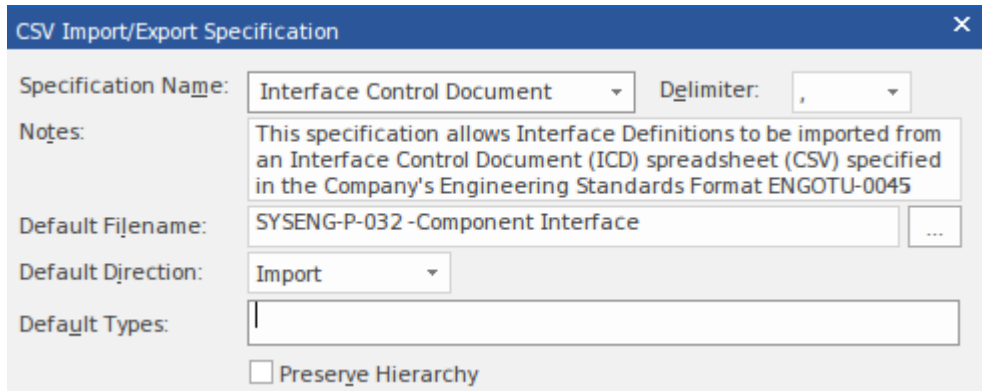 CSV Import/Export Specification
Specification Name: Interface Control Document Delimiter: ,
Notes: This specification allows Interface Definitions to be imported from
an Interface Control Document (ICD) spreadsheet (CSV) specified
in the Company's Engineering Standards Format ENGOTU-0045
Default Filename: SYSENG-P-032 -Component Interface ...
Default Direction: Import
Default Types:
Preserve Hierarchy